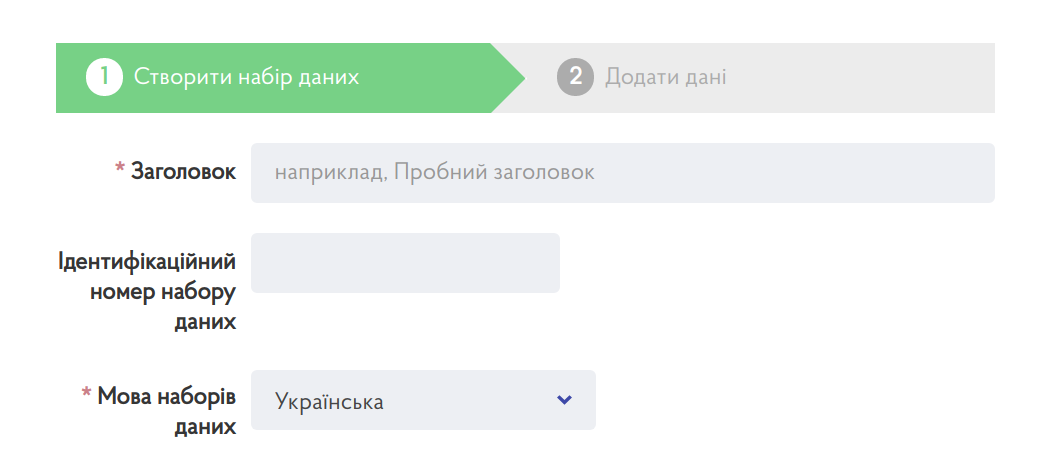 1 Створити набір даних 2 Додати дані
* Заголовок наприклад, Пробний заголовок
Ідентифікаційний
номер набору
даних
* Мова наборів Українська
даних